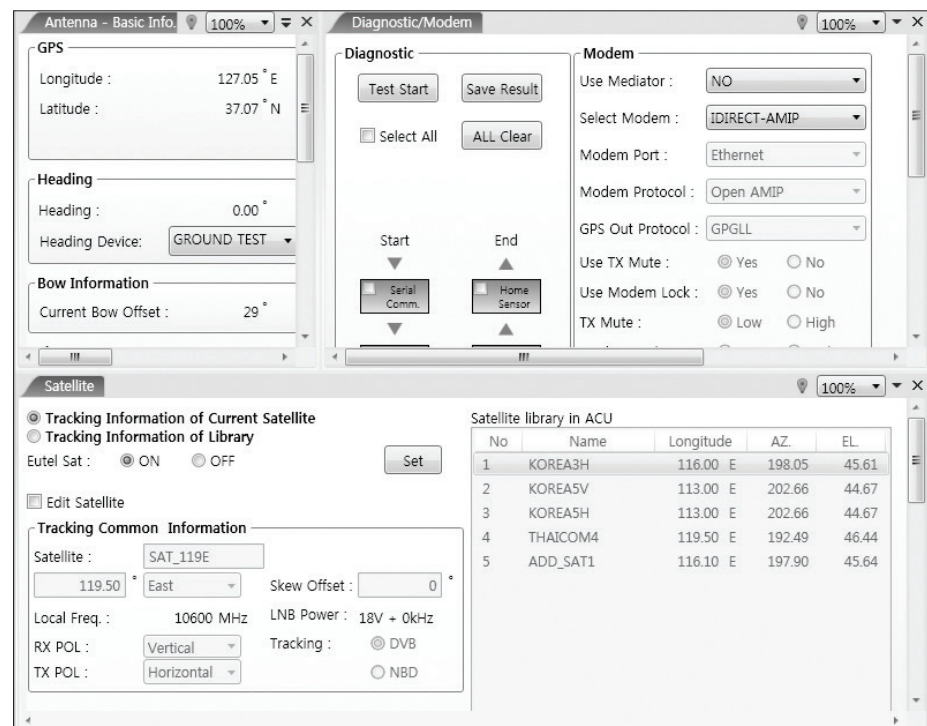 Antenna - Basic Info. 100%
GPS
Longitude : 127.05 ° E
Latitude : 37.07 ° N
Heading
Heading : 0.00 °
Heading Device: GROUND TEST
Bow Information
Current Bow Offset : 29 °
Diagnostic/Modem 100%
Diagnostic
Test Start Save Result
Select All ALL Clear
Start End
Serial Comm. Home Sensor
Modem
Use Mediator : NO
Select Modem : IDIRECT-AMIP
Modem Port : Ethernet
Modem Protocol : Open AMIP
GPS Out Protocol : GPGLL
Use TX Mute : Yes No
Use Modem Lock : Yes No
TX Mute : Low High
Satellite 100%
Tracking Information of Current Satellite
Tracking Information of Library
Eutel Sat : ON OFF Set
Edit Satellite
Tracking Common Information
Satellite : SAT_119E
119.50 ° East Skew Offset : 0 °
Local Freq. : 10600 MHz LNB Power : 18V + 0kHz
RX POL : Vertical Tracking : DVB
TX POL : Horizontal NBD
Satellite library in ACU
No Name Longitude AZ. EL.
1 KOREA3H 116.00 E 198.05 45.61
2 KOREA5V 113.00 E 202.66 44.67
3 KOREA5H 113.00 E 202.66 44.67
4 THAICOM4 119.50 E 192.49 46.44
5 ADD_SAT1 116.10 E 197.90 45.64